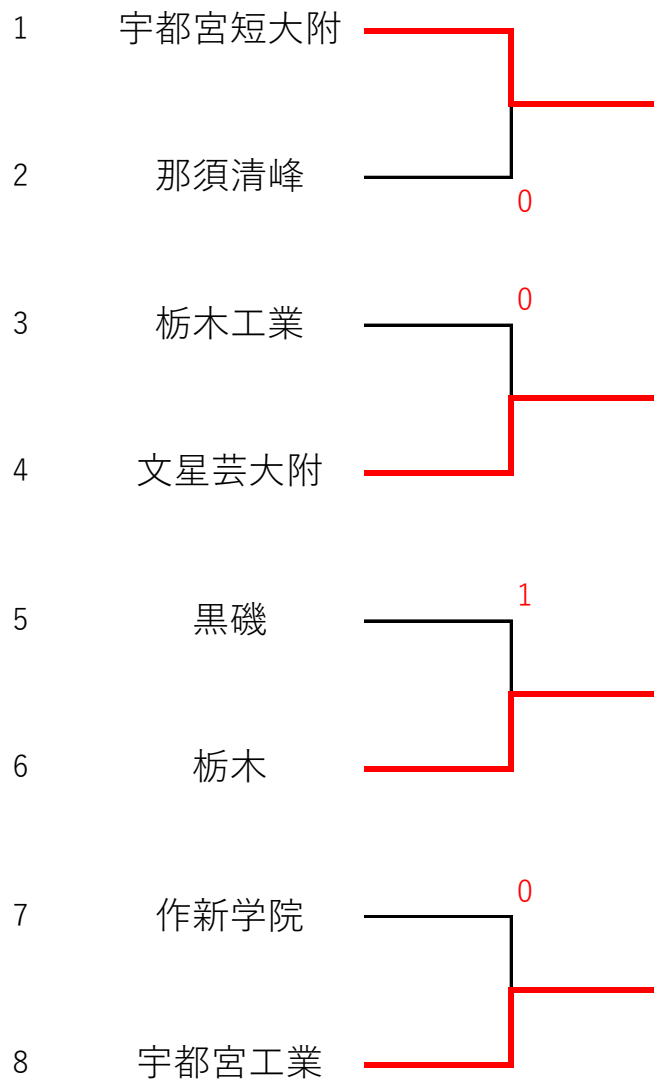 1 宇都宮短大附
2 那須清峰
0
0
3 栃木工業
4 文星芸大附
1
5 黒磯
6 栃木
0
7 作新学院
8 宇都宮工業